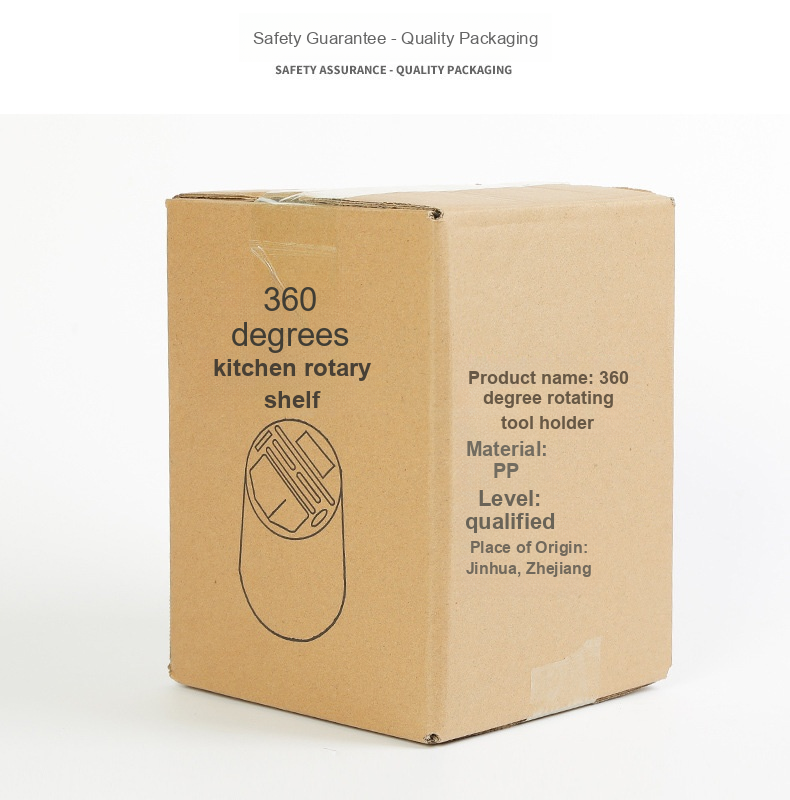 Safety Guarantee - Quality Packaging
SAFETY ASSURANCE - QUALITY PACKAGING
360
degrees
kitchen rotary
shelf
Product name: 360
degree rotating
tool holder
Material:
PP
Level:
qualified
Place of Origin:
Jinhua, Zhejiang